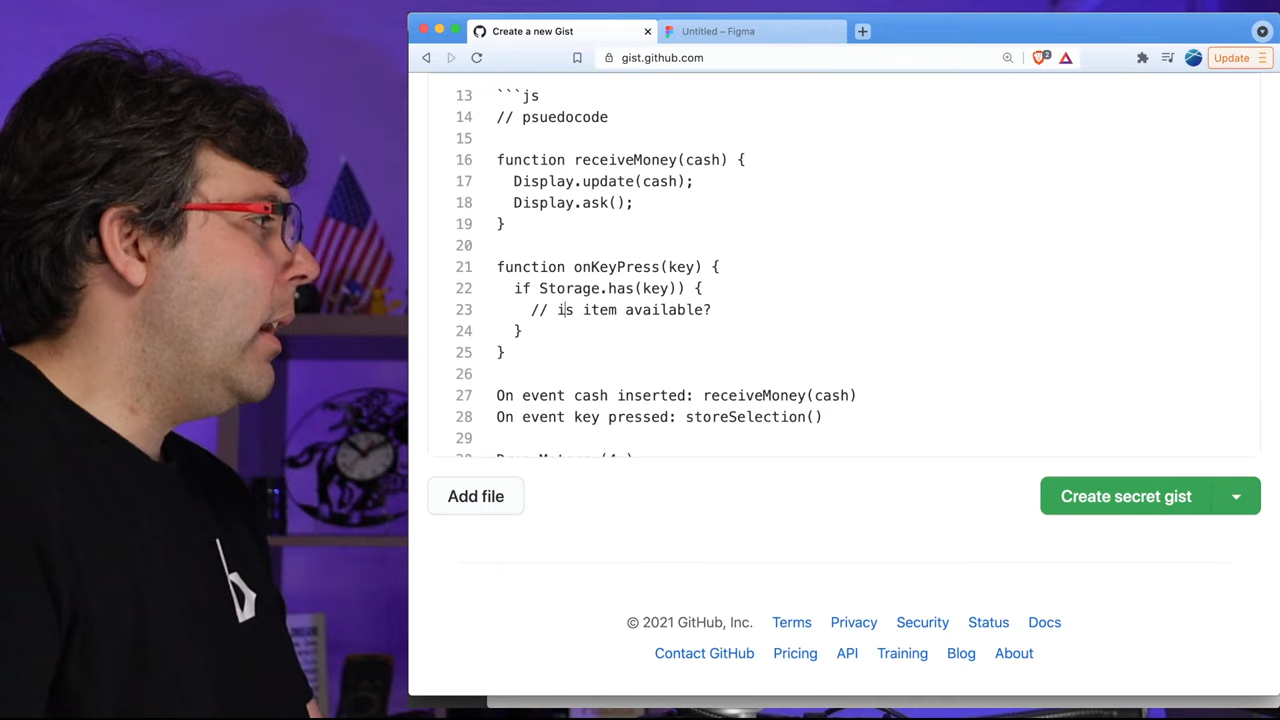 Create a new Gist
Untitled – Figma
gist.github.com
2
Update
13 ```js
14 // psuedocode
15
16 function receiveMoney(cash) {
17 Display.update(cash);
18 Display.ask();
19 }
20
21 function onKeyPress(key) {
22 if Storage.has(key)) {
23 // is item available?
24 }
25 }
26
27 On event cash inserted: receiveMoney(cash)
28 On event key pressed: storeSelection()
29
Add file
Create secret gist
© 2021 GitHub, Inc. Terms Privacy Security Status Docs
Contact GitHub Pricing API Training Blog About